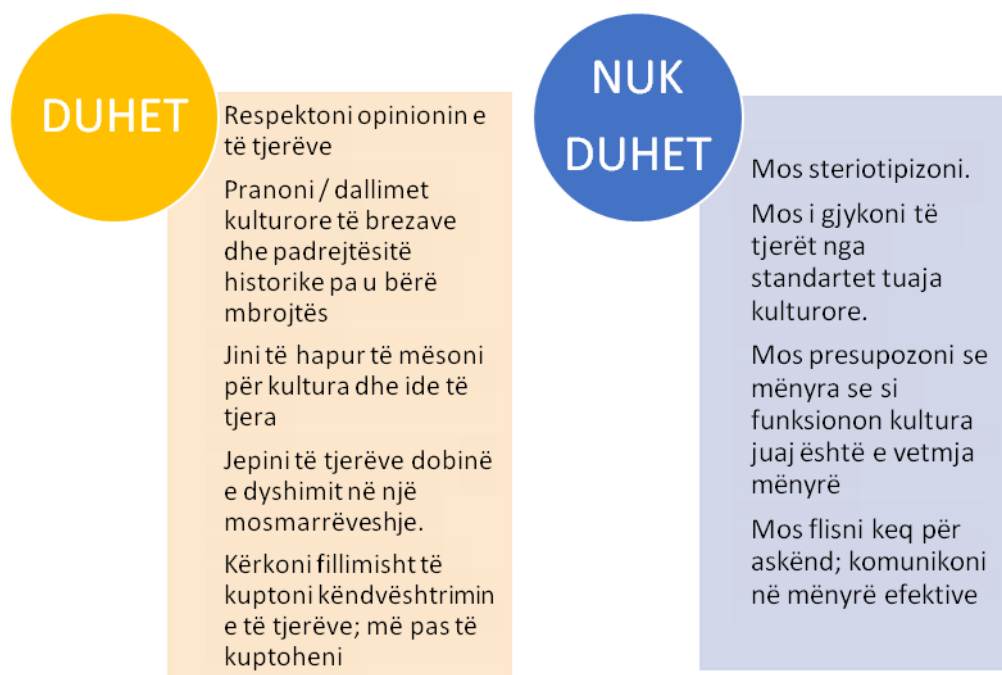 DUHET
Respektoni opinionin e
të tjerëve
Pranoni / dallimet
kulturore të brezave
dhe padrejtësitë
historike pa u bërë
mbrojtës
Jini të hapur të mësoni
për kultura dhe ide të
tjera
Jepini të tjerëve dobinë
e dyshimit në një
mosmarrëveshje.
Kërkoni fillimisht të
kuptoni këndvështrimin
e të tjerëve; më pas të
kuptoheni
NUK
DUHET
Mos steriotipizoni.
Mos i gjykoni të
tjerët nga
standartet tuaja
kulturore.
Mos presupozoni se
mënyra se si
funksionon kultura
juaj është e vetmja
mënyrë
Mos flisni keq për
askënd; komunikoni
në mënyrë efektive